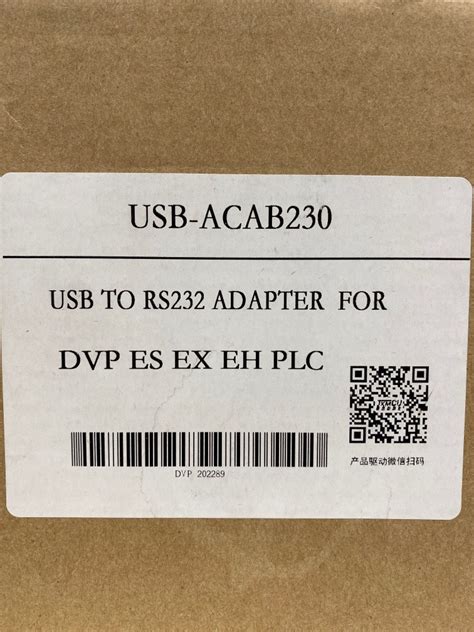 USB-ACAB230
USB TO RS232 ADAPTER FOR
DVP ES EX EH PLC
DVP 202289
产品驱动微信扫码